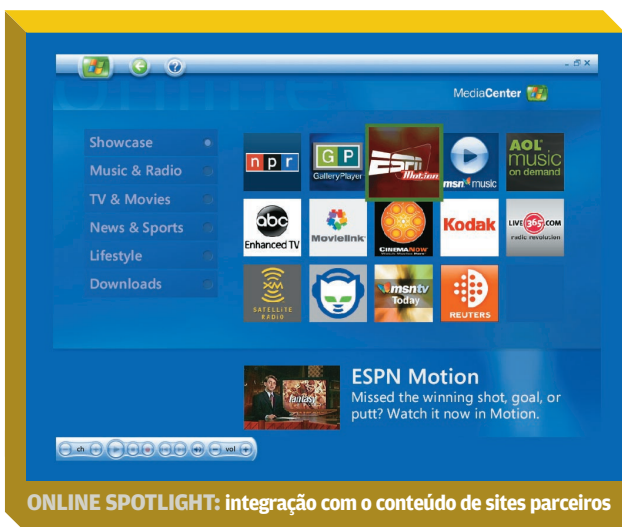 MediaCenter
Showcase
Music & Radio
TV & Movies
News & Sports
Lifestyle
Downloads
npr
GP
GalleryPlayer
ESPN
Motion
msn music
AOL
music
on demand
abc
Enhanced TV
Movielink
CINEMANOW
Kodak
LIVE 365.COM
radio revolution
XM
SATELLITE
RADIO
msntv
Today
REUTERS
fantasy
ESPN Motion
Missed the winning shot, goal, or
putt? Watch it now in Motion.
ch
vol
ONLINE SPOTLIGHT: integração com o conteúdo de sites parceiros